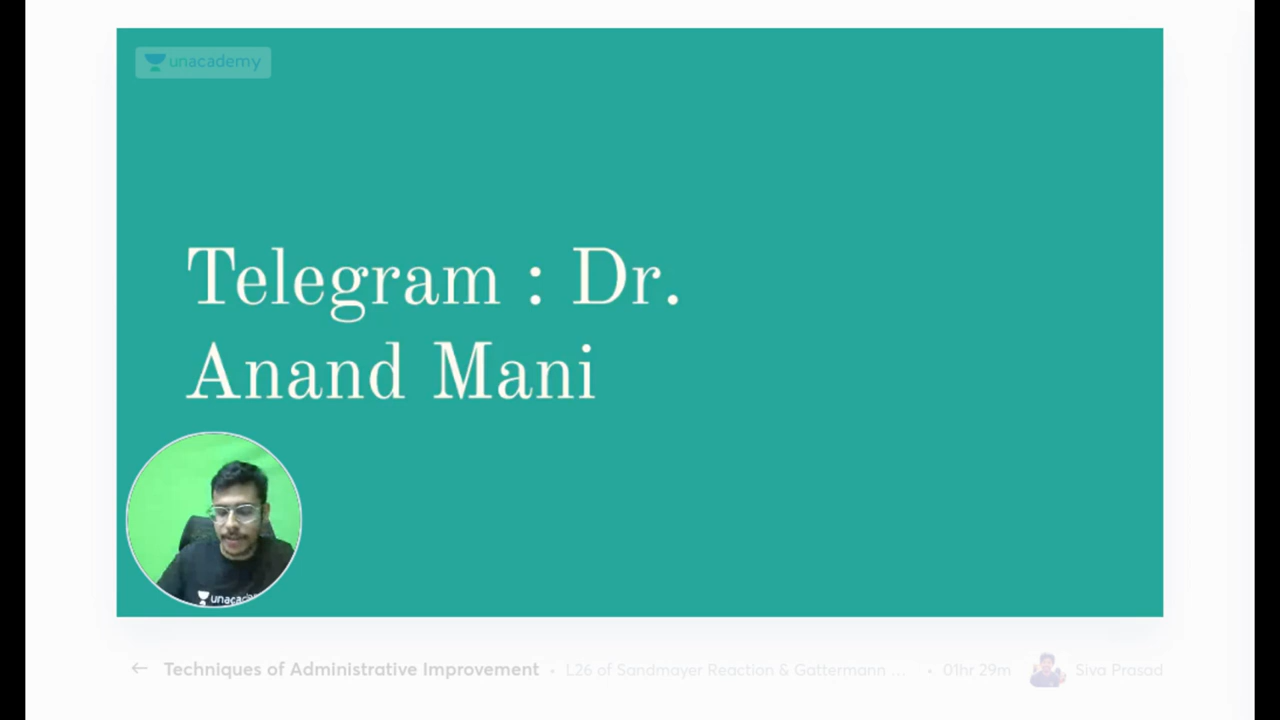 unacademy
Telegram : Dr.
Anand Mani
unacademy
← Techniques of Administrative Improvement • L26 of Sandmayer Reaction & Gattermann ... • 01hr 29m Siva Prasad